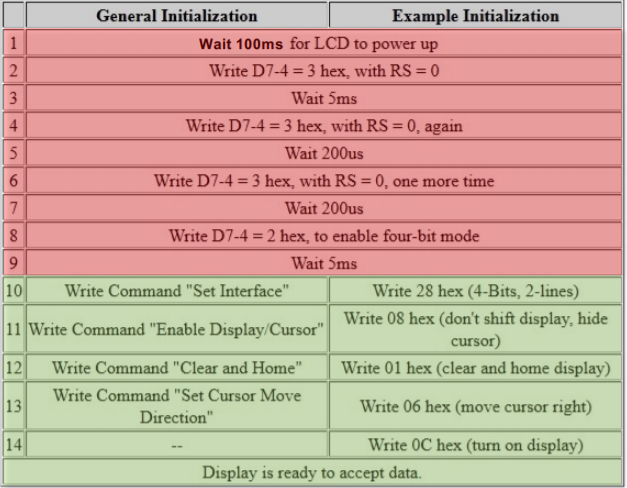 General Initialization Example Initialization
1 Wait 100ms for LCD to power up
2 Write D7-4 = 3 hex, with RS = 0
3 Wait 5ms
4 Write D7-4 = 3 hex, with RS = 0, again
5 Wait 200us
6 Write D7-4 = 3 hex, with RS = 0, one more time
7 Wait 200us
8 Write D7-4 = 2 hex, to enable four-bit mode
9 Wait 5ms
10 Write Command "Set Interface" Write 28 hex (4-Bits, 2-lines)
11 Write Command "Enable Display/Cursor" Write 08 hex (don't shift display, hide
cursor)
12 Write Command "Clear and Home" Write 01 hex (clear and home display)
13 Write Command "Set Cursor Move
Direction" Write 06 hex (move cursor right)
14 -- Write 0C hex (turn on display)
Display is ready to accept data.